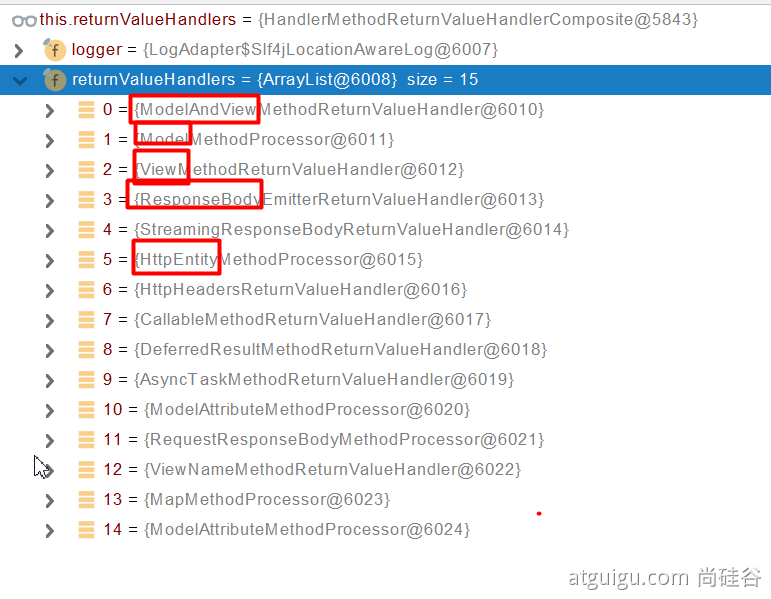 this.returnValueHandlers = {HandlerMethodReturnValueHandlerComposite@5843}
f logger = {LogAdapter$Slf4jLocationAwareLog@6007}
f returnValueHandlers = {ArrayList@6008} size = 15
0 = {ModelAndViewMethodReturnValueHandler@6010}
1 = {ModelMethodProcessor@6011}
2 = {ViewMethodReturnValueHandler@6012}
3 = {ResponseBodyEmitterReturnValueHandler@6013}
4 = {StreamingResponseBodyReturnValueHandler@6014}
5 = {HttpEntityMethodProcessor@6015}
6 = {HttpHeadersReturnValueHandler@6016}
7 = {CallableMethodReturnValueHandler@6017}
8 = {DeferredResultMethodReturnValueHandler@6018}
9 = {AsyncTaskMethodReturnValueHandler@6019}
10 = {ModelAttributeMethodProcessor@6020}
11 = {RequestResponseBodyMethodProcessor@6021}
12 = {ViewNameMethodReturnValueHandler@6022}
13 = {MapMethodProcessor@6023}
14 = {ModelAttributeMethodProcessor@6024}
atguigu.com 尚硅谷